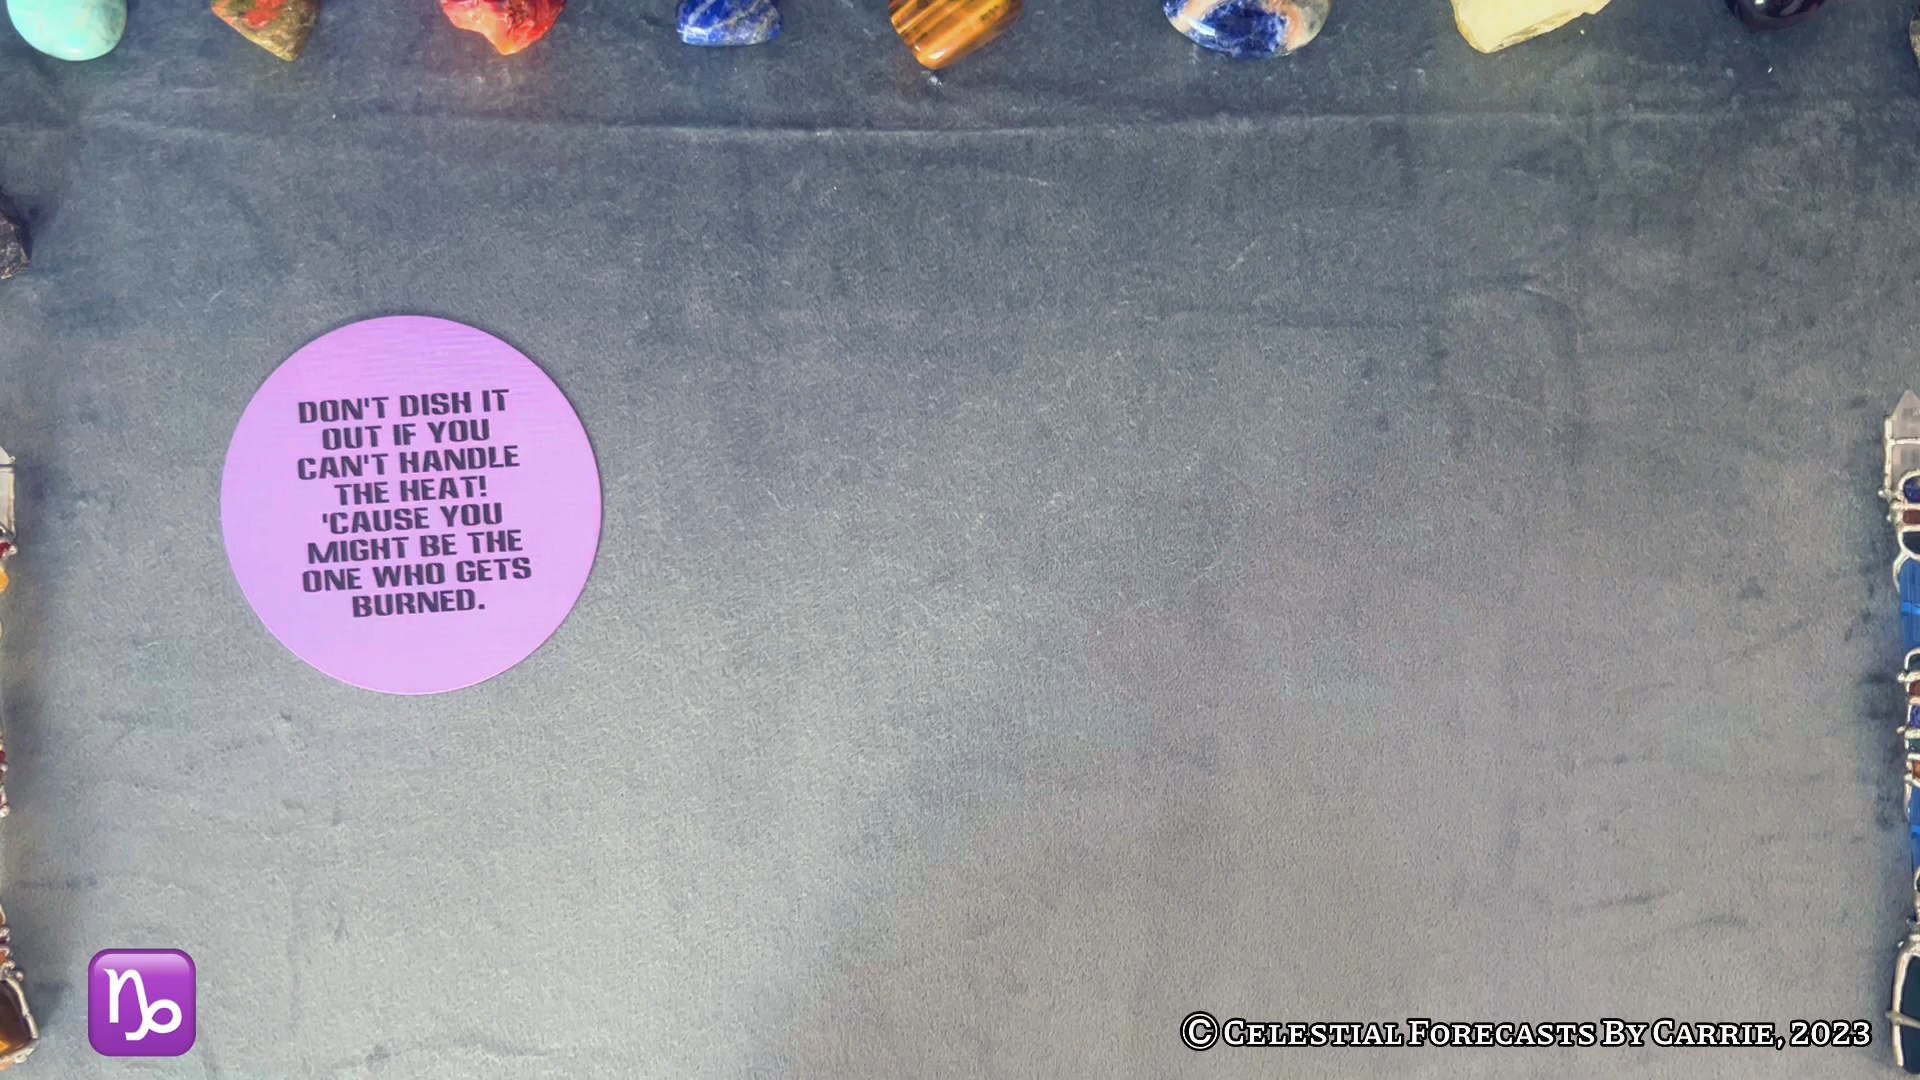 DON'T DISH IT
OUT IF YOU
CAN'T HANDLE
THE HEAT!
'CAUSE YOU
MIGHT BE THE
ONE WHO GETS
BURNED.
© CELESTIAL FORECASTS BY CARRIE, 2023